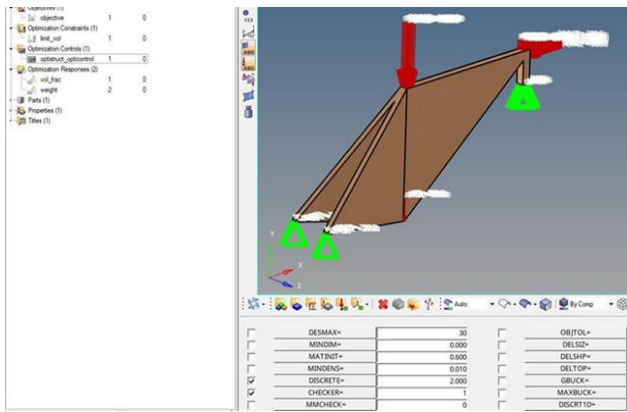 Objectives (1)
objective 1 0
Optimization Constraints (1)
limit_vol 1 0
Optimization Controls (1)
optistruct_opticontrol 1 0
Optimization Responses (2)
vol_frac 1 0
weight 2 0
Parts (1)
Properties (1)
Titles (1)
123
ABC
Y
X
Z
Auto
By Comp
DESMAX= 30 OBJTOL=
MINDIM= 0.000 DELSIZ=
MATINIT= 0.600 DELSHP=
MINDENS= 0.010 DELTOP=
DISCRETE= 2.000 GBUCK=
CHECKER= 1 MAXBUCK=
MMCHECK= 0 DISCRT1D=